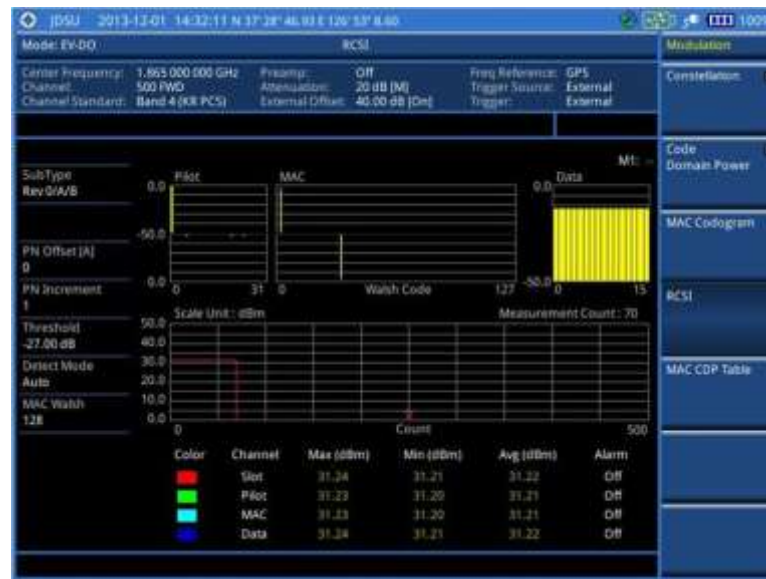 JDSU 2013-12-01 14:32:11 N 37° 28' 46.93 E 126° 53' 8.60 100%
Mode: EV-DO RCSI
Center Frequency: 1.865 000 000 GHz Preamp: Off Freq Reference: GPS
Channel: 500 FWD Attenuation: 20 dB [M] Trigger Source: External
Channel Standard: Band 4 (KR PCS) External Offset: 40.00 dB [On] Trigger: External
M1: --
SubType
Rev 0/A/B
PN Offset [A]
0
PN Increment
1
Threshold
-27.00 dB
Detect Mode
Auto
MAC Walsh
128
Pilot MAC Data
0.0 0.0
-50.0
0.0 -50.0
0 31 0 Walsh Code 127 0 15
Scale Unit : dBm Measurement Count : 70
50.0
40.0
30.0
20.0
10.0
0.0
0 Count 500
Color Channel Max (dBm) Min (dBm) Avg (dBm) Alarm
Slot 31.24 31.21 31.22 Off
Pilot 31.23 31.20 31.21 Off
MAC 31.23 31.20 31.21 Off
Data 31.24 31.21 31.22 Off
Modulation
Constellation
Code
Domain Power
MAC Codogram
RCSI
MAC CDP Table